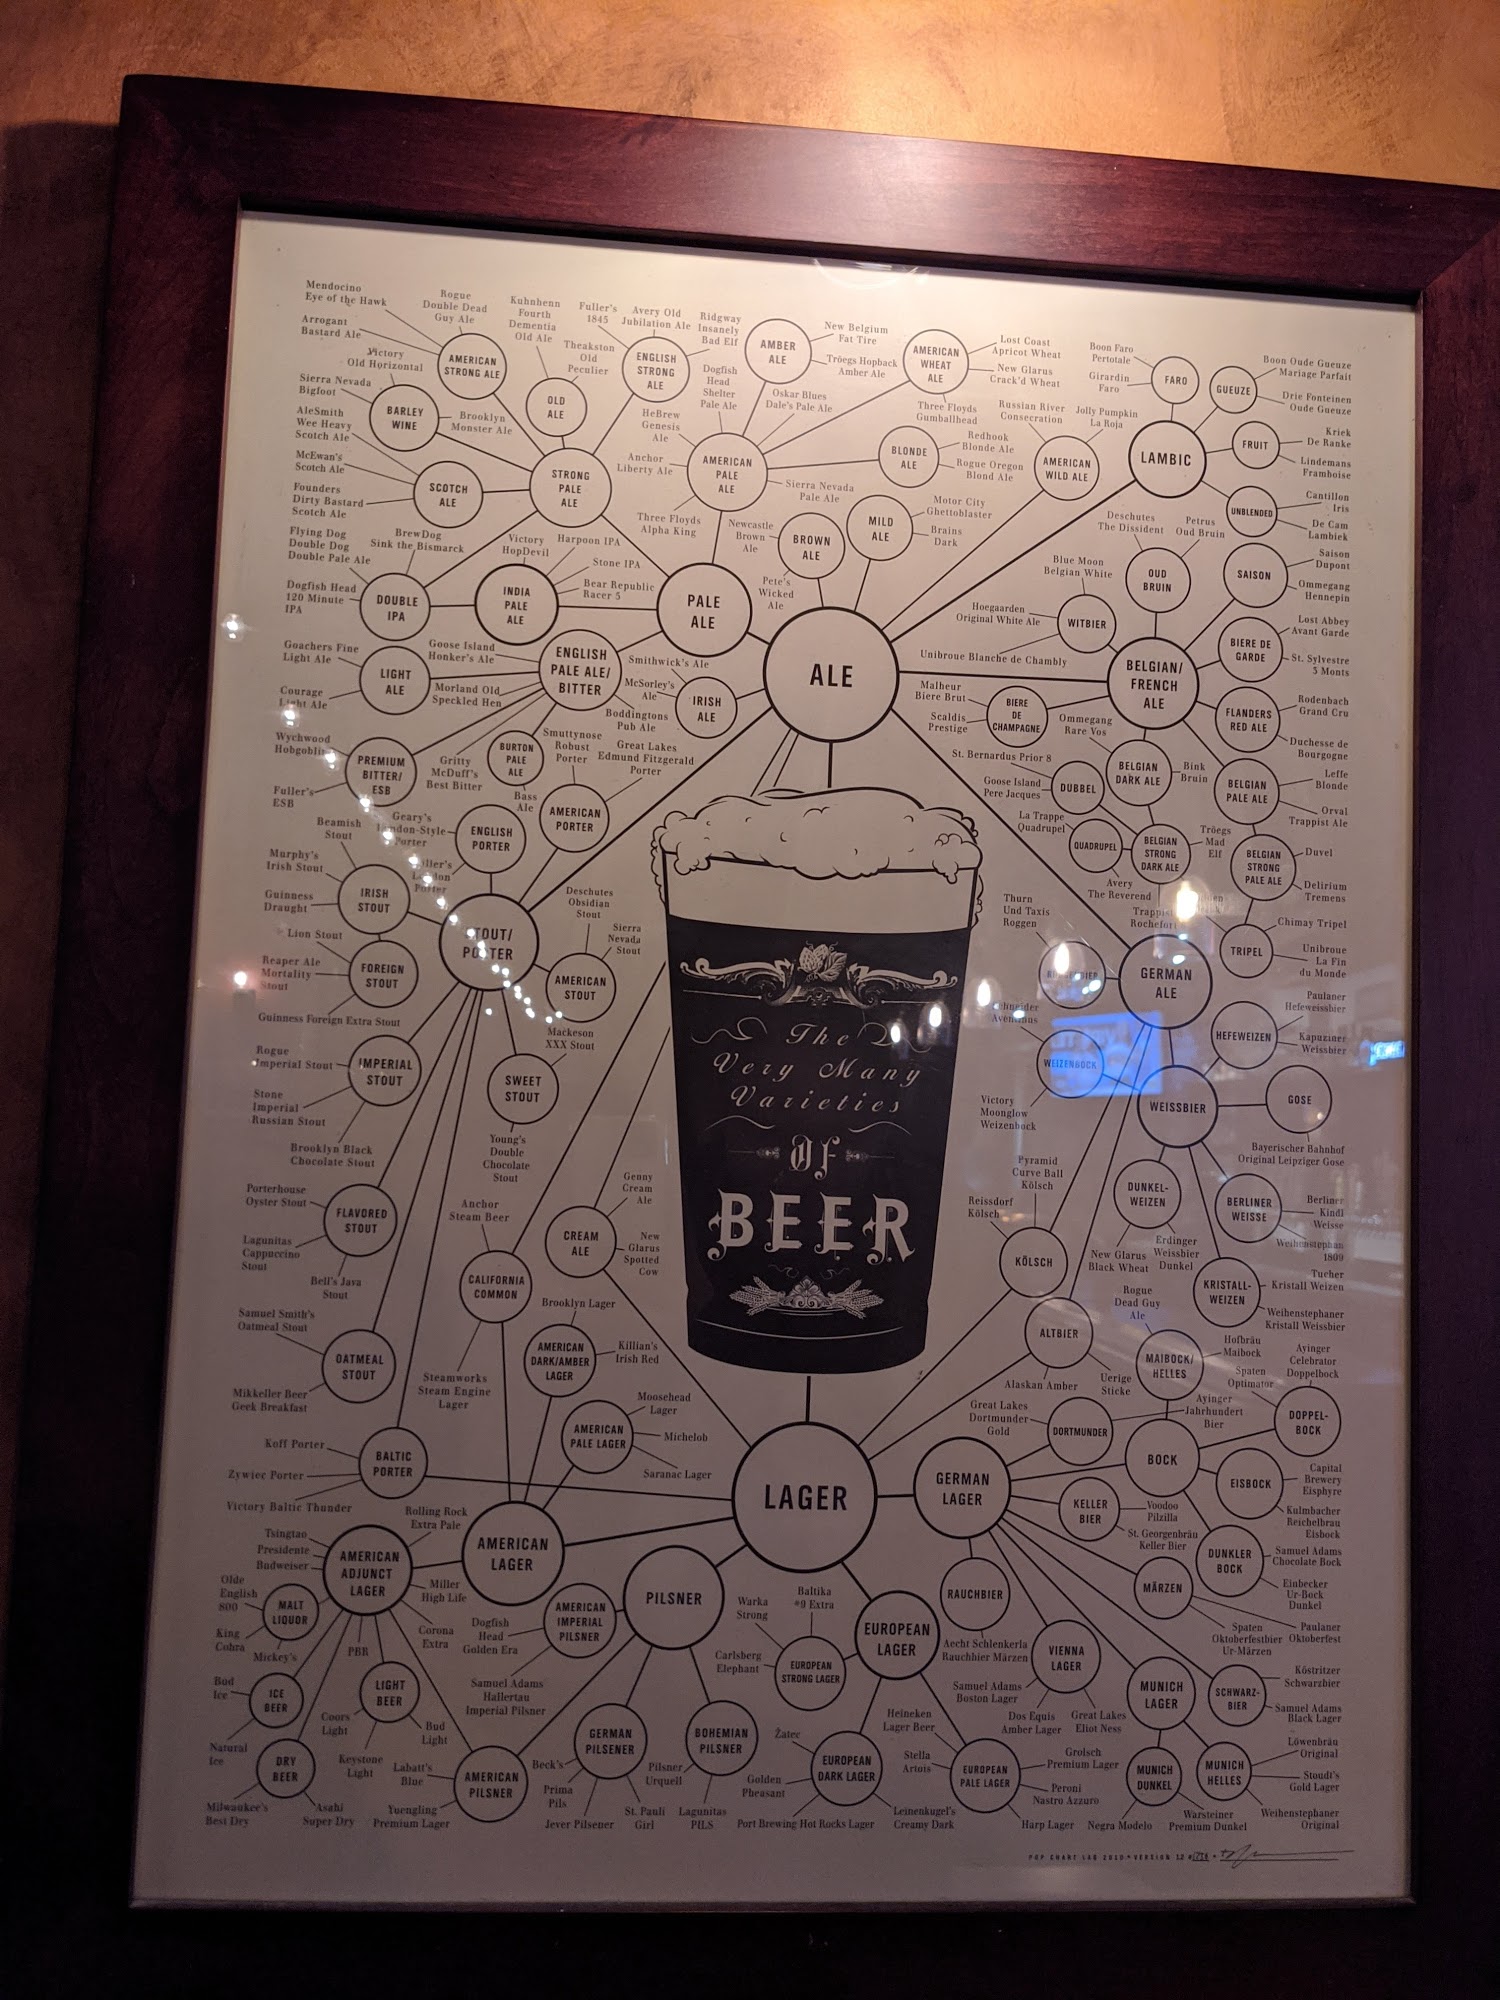 Mendocino
Eye of the Hawk
Arrogant
Bastard Ale
Rogue
Double Dead
Guy Ale
AMERICAN
STRONG ALE
Victory
Old Horizontal
Sierra Nevada
Bigfoot
BARLEY
WINE
Brooklyn
Monster Ale
AleSmith
Wee Heavy
Scotch Ale
McEwan's
Scotch Ale
Founders
Dirty Bastard
Scotch Ale
SCOTCH
ALE
Kuhnhenn
Fourth
Dementia
Old Ale
Theakston
Old
Peculier
OLD
ALE
Fuller's
1845
Avery Old
Jubilation Ale
Ridgway
Insanely
Bad Elf
ENGLISH
STRONG
ALE
STRONG
PALE
ALE
AMBER
ALE
New Belgium
Fat Tire
Tröegs Hopback
Amber Ale
Dogfish
Head
Shelter
Pale Ale
Oskar Blues
Dale's Pale Ale
HeBrew
Genesis
Ale
Anchor
Liberty Ale
AMERICAN
PALE
ALE
Three Floyds
Alpha King
Sierra Nevada
Pale Ale
AMERICAN
WHEAT
ALE
Lost Coast
Apricot Wheat
New Glarus
Crack'd Wheat
Three Floyds
Gumballhead
BLONDE
ALE
Redhook
Blonde Ale
Rogue Oregon
Blond Ale
Russian River
Consecration
Jolly Pumpkin
La Roja
AMERICAN
WILD ALE
Boon Faro
Pertotale
Girardin
Faro
FARO
GUEUZE
Boon Oude Gueuze
Mariage Parfait
Drie Fonteinen
Oude Gueuze
LAMBIC
FRUIT
Kriek
De Ranke
Lindemans
Framboise
UNBLENDED
Cantillon
Iris
De Cam
Lambiek
Flying Dog
Double Dog
Double Pale Ale
BrewDog
Sink the Bismarck
Dogfish Head
120 Minute
IPA
DOUBLE
IPA
Victory
HopDevil
Harpoon IPA
Stone IPA
Bear Republic
Racer 5
INDIA
PALE
ALE
PALE
ALE
Newcastle
Brown
Ale
Pete's
Wicked
Ale
BROWN
ALE
MILD
ALE
Motor City
Ghettoblaster
Brains
Dark
ALE
Goachers Fine
Light Ale
Courage
Light Ale
LIGHT
ALE
Goose Island
Honker's Ale
Morland Old
Speckled Hen
ENGLISH
PALE ALE/
BITTER
Smithwick's Ale
McSorley's
Ale
IRISH
ALE
Boddingtons
Pub Ale
Wychwood
Hobgoblin
Fuller's
ESB
PREMIUM
BITTER/
ESB
Gritty
McDuff's
Best Bitter
BURTON
PALE
ALE
Bass
Ale
Deschutes
The Dissident
Petrus
Oud Bruin
OUD
BRUIN
SAISON
Saison
Dupont
Ommegang
Hennepin
Blue Moon
Belgian White
Hoegaarden
Original White Ale
WITBIER
Unibroue Blanche de Chambly
BELGIAN/
FRENCH
ALE
BIERE DE
GARDE
Lost Abbey
Avant Garde
St. Sylvestre
3 Monts
FLANDERS
RED ALE
Rodenbach
Grand Cru
Duchesse de
Bourgogne
Malheur
Biere Brut
Scaldis
Prestige
BIERE
DE
CHAMPAGNE
Ommegang
Rare Vos
BELGIAN
DARK ALE
Bink
Bruin
BELGIAN
PALE ALE
Leffe
Blonde
Orval
Trappist Ale
St. Bernardus Prior 8
Goose Island
Pere Jacques
DUBBEL
La Trappe
Quadrupel
QUADRUPEL
BELGIAN
STRONG
DARK ALE
Tröegs
Mad
Elf
Avery
The Reverend
Trappistes
Rochefort
BELGIAN
STRONG
PALE ALE
Duvel
Delirium
Tremens
TRIPEL
Chimay Tripel
Unibroue
La Fin
du Monde
Smuttynose
Robust
Porter
Great Lakes
Edmund Fitzgerald
Porter
AMERICAN
PORTER
Geary's
London-Style
Porter
Fuller's
London
Porter
ENGLISH
PORTER
STOUT/
PORTER
Beamish
Stout
Murphy's
Irish Stout
Guinness
Draught
IRISH
STOUT
Lion Stout
Reaper Ale
Mortality
Stout
FOREIGN
STOUT
Guinness Foreign Extra Stout
Deschutes
Obsidian
Stout
Sierra
Nevada
Stout
AMERICAN
STOUT
Rogue
Imperial Stout
Stone
Imperial
Russian Stout
IMPERIAL
STOUT
Brooklyn Black
Chocolate Stout
Mackeson
XXX Stout
SWEET
STOUT
Young's
Double
Chocolate
Stout
Porterhouse
Oyster Stout
Lagunitas
Cappuccino
Stout
FLAVORED
STOUT
Bell's Java
Stout
Samuel Smith's
Oatmeal Stout
Mikkeller Beer
Geek Breakfast
OATMEAL
STOUT
Koff Porter
Zywiec Porter
Victory Baltic Thunder
BALTIC
PORTER
The
Very Many
Varieties
OF
BEER
Thurn
Und Taxis
Roggen
GERMAN
ALE
Schneider
Aventinus
WEIZENBOCK
Victory
Moonglow
Weizenbock
WEISSBIER
HEFEWEIZEN
Paulaner
Hefeweissbier
Kapuziner
Weissbier
GOSE
Bayerischer Bahnhof
Original Leipziger Gose
DUNKEL-
WEIZEN
New Glarus
Black Wheat
Erdinger
Weissbier
Dunkel
BERLINER
WEISSE
Berliner
Kindl
Weisse
Weihenstephan
1809
KRISTALL-
WEIZEN
Tucher
Kristall Weizen
Weihenstephaner
Kristall Weissbier
Pyramid
Curve Ball
Kölsch
Reissdorf
Kölsch
KÖLSCH
ALTBIER
Alaskan Amber
Uerige
Sticke
Anchor
Steam Beer
CALIFORNIA
COMMON
Steamworks
Steam Engine
Lager
Genny
Cream
Ale
CREAM
ALE
New
Glarus
Spotted
Cow
Brooklyn Lager
AMERICAN
DARK/AMBER
LAGER
Killian's
Irish Red
AMERICAN
PALE LAGER
Moosehead
Lager
Michelob
Saranac Lager
LAGER
AMERICAN
LAGER
Rolling Rock
Extra Pale
Tsingtao
Presidente
Budweiser
AMERICAN
ADJUNCT
LAGER
Miller
High Life
Corona
Extra
PBR
Olde
English
800
MALT
LIQUOR
King
Cobra
Mickey's
Bud
Ice
ICE
BEER
Natural
Ice
LIGHT
BEER
Coors
Light
Keystone
Light
Bud
Light
DRY
BEER
Milwaukee's
Best Dry
Asahi
Super Dry
PILSNER
AMERICAN
IMPERIAL
PILSNER
Dogfish
Head
Golden Era
Samuel Adams
Hallertau
Imperial Pilsner
AMERICAN
PILSNER
Labatt's
Blue
Yuengling
Premium Lager
GERMAN
PILSENER
Beck's
Prima
Pils
Jever Pilsener
St. Pauli
Girl
BOHEMIAN
PILSNER
Pilsner
Urquell
Lagunitas
PILS
EUROPEAN
LAGER
Warka
Strong
Baltika
#9 Extra
Carlsberg
Elephant
EUROPEAN
STRONG LAGER
EUROPEAN
DARK LAGER
Žatec
Golden
Pheasant
Port Brewing Hot Rocks Lager
Leinenkugel's
Creamy Dark
EUROPEAN
PALE LAGER
Heineken
Lager Beer
Stella
Artois
Grolsch
Premium Lager
Peroni
Nastro Azzuro
Harp Lager
GERMAN
LAGER
Great Lakes
Dortmunder
Gold
DORTMUNDER
Ayinger
Jahrhundert
Bier
Rogue
Dead Guy
Ale
MAIBOCK/
HELLES
Hofbräu
Maibock
BOCK
Spaten
Optimator
Ayinger
Celebrator
Doppelbock
DOPPEL-
BOCK
EISBOCK
Capital
Brewery
Eisphyre
Kulmbacher
Reichelbrau
Eisbock
DUNKLER
BOCK
Samuel Adams
Chocolate Bock
Einbecker
Ur-Bock
Dunkel
KELLER
BIER
Voodoo
Pilzilla
St. Georgenbräu
Keller Bier
MÄRZEN
Spaten
Oktoberfestbier
Ur-Märzen
Paulaner
Oktoberfest
RAUCHBIER
Aecht Schlenkerla
Rauchbier Märzen
VIENNA
LAGER
Samuel Adams
Boston Lager
Dos Equis
Amber Lager
Great Lakes
Eliot Ness
SCHWARZ-
BIER
Köstritzer
Schwarzbier
Samuel Adams
Black Lager
MUNICH
LAGER
MUNICH
DUNKEL
Negra Modelo
Warsteiner
Premium Dunkel
MUNICH
HELLES
Löwenbräu
Original
Stoudt's
Gold Lager
Weihenstephaner
Original
POP CHART LAB 2010 • VERSION 1.2